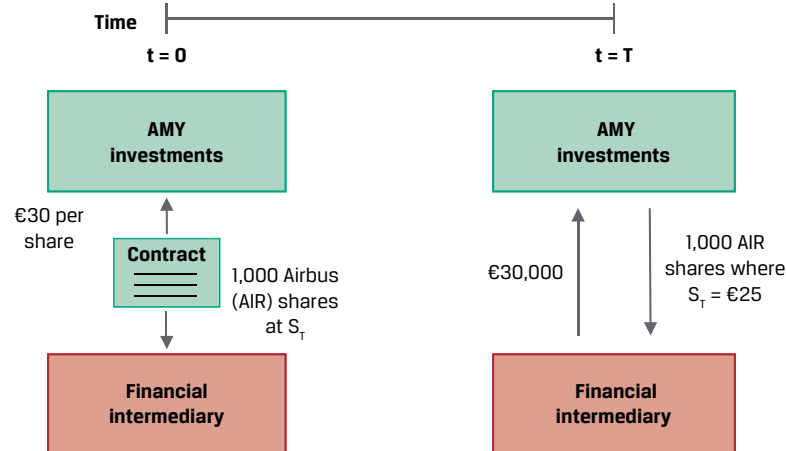 Time
t = 0
t = T
AMY
investments
AMY
investments
€30 per
share
Contract
1,000 Airbus
(AIR) shares
at S_T
€30,000
1,000 AIR
shares where
S_T = €25
Financial
intermediary
Financial
intermediary